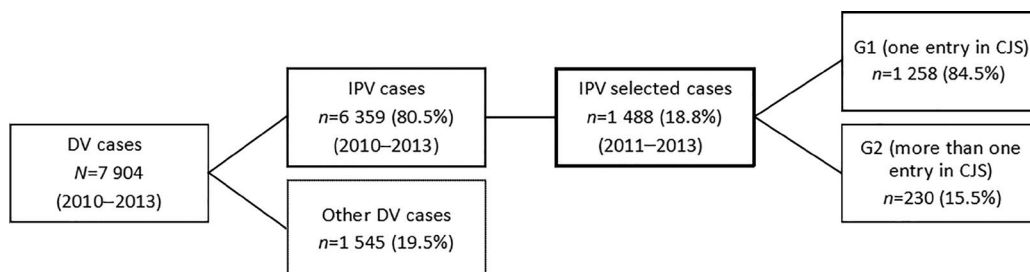 DV cases
N=7 904
(2010–2013)
IPV cases
n=6 359 (80.5%)
(2010–2013)
Other DV cases
n=1 545 (19.5%)
IPV selected cases
n=1 488 (18.8%)
(2011–2013)
G1 (one entry in CJS)
n=1 258 (84.5%)
G2 (more than one
entry in CJS)
n=230 (15.5%)